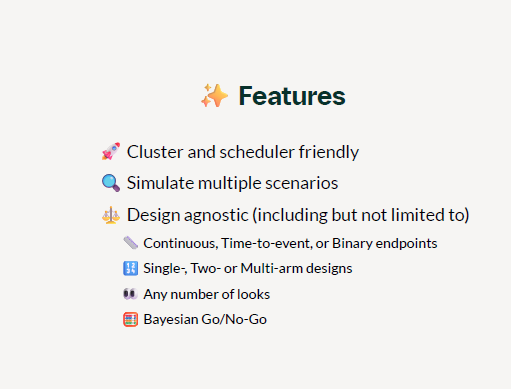 ✨ Features
🚀 Cluster and scheduler friendly
🔍 Simulate multiple scenarios
⚖️ Design agnostic (including but not limited to)
📏 Continuous, Time-to-event, or Binary endpoints
🔢 Single-, Two- or Multi-arm designs
👀 Any number of looks
🧮 Bayesian Go/No-Go